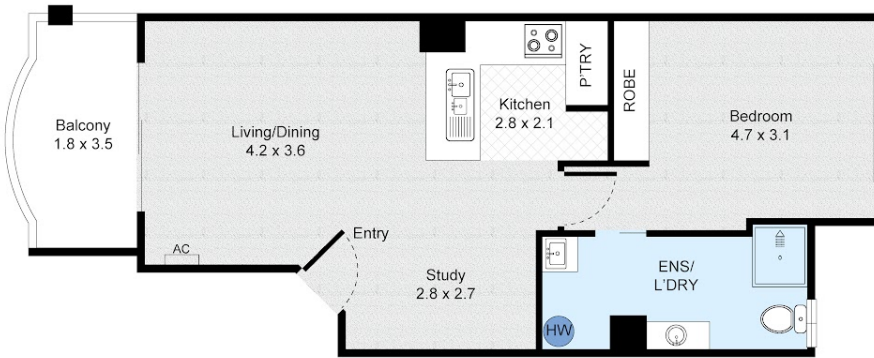 Balcony
1.8 x 3.5
Living/Dining
4.2 x 3.6
AC
Entry
Kitchen
2.8 x 2.1
P'TRY
ROBE
Bedroom
4.7 x 3.1
Study
2.8 x 2.7
ENS/
L'DRY
HW